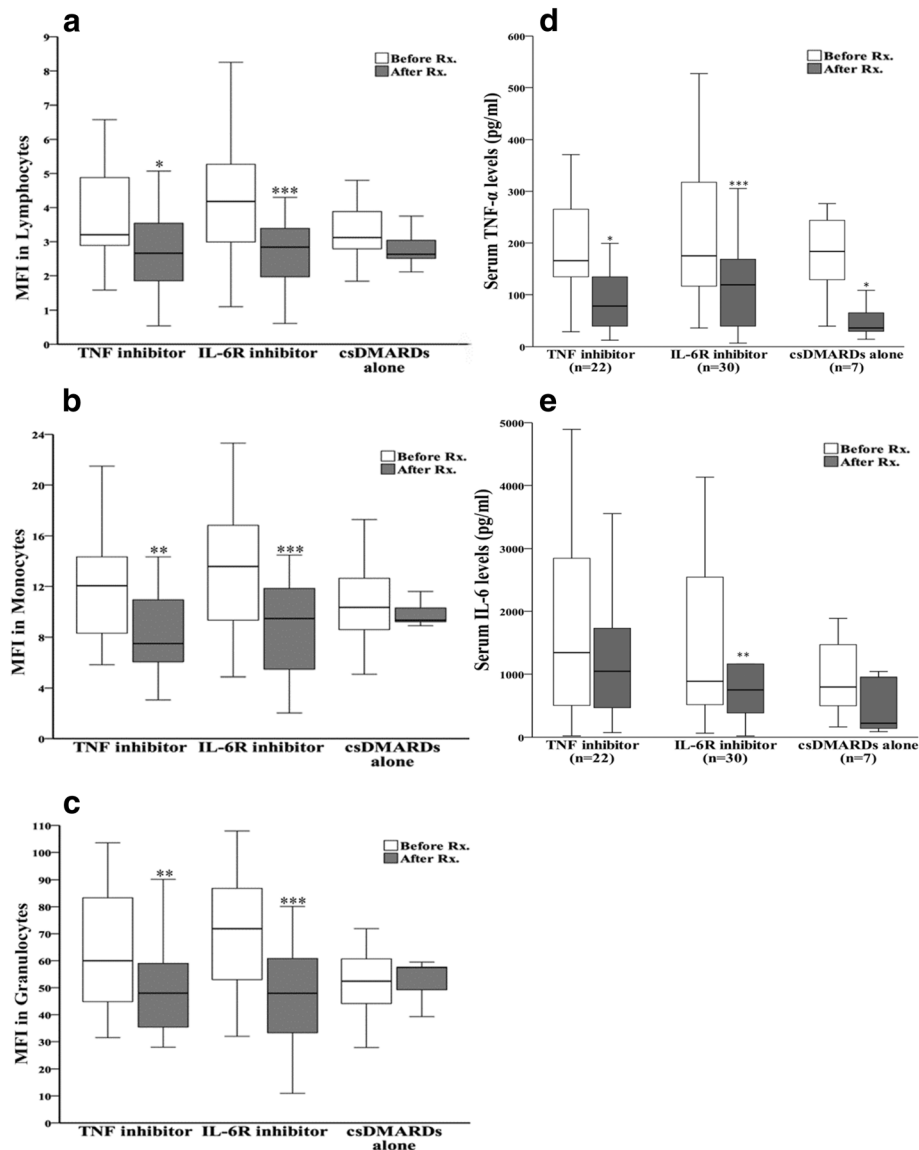 a
9
8
7
6
5
4
3
2
1
0
MFI in Lymphocytes
Before Rx.
After Rx.
*
***
TNF inhibitor IL-6R inhibitor csDMARDs
alone
b
24
20
16
12
8
4
0
MFI in Monocytes
Before Rx.
After Rx.
**
***
TNF inhibitor IL-6R inhibitor csDMARDs
alone
c
110
100
90
80
70
60
50
40
30
20
10
0
MFI in Granulocytes
Before Rx.
After Rx.
**
***
TNF inhibitor IL-6R inhibitor csDMARDs
alone
d
600
500
400
300
200
100
0
Serum TNF-α levels (pg/ml)
Before Rx.
After Rx.
*
***
*
TNF inhibitor IL-6R inhibitor csDMARDs alone
(n=22) (n=30) (n=7)
e
5000
4000
3000
2000
1000
0
Serum IL-6 levels (pg/ml)
Before Rx.
After Rx.
**
TNF inhibitor IL-6R inhibitor csDMARDs alone
(n=22) (n=30) (n=7)